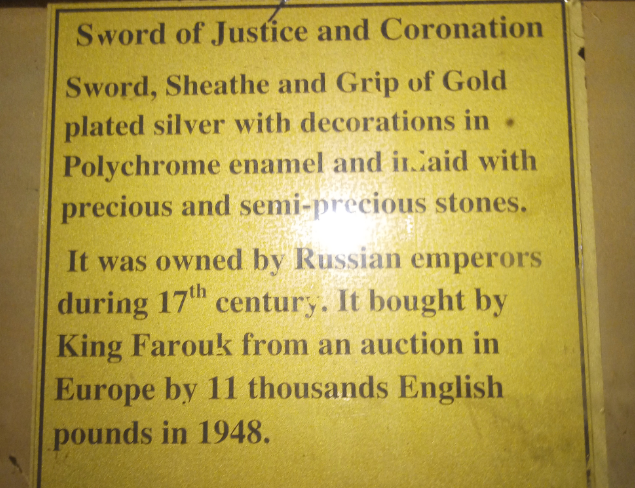 Sword of Justice and Coronation
Sword, Sheathe and Grip of Gold
plated silver with decorations in
Polychrome enamel and inlaid with
precious and semi-precious stones.
It was owned by Russian emperors
during 17th century. It bought by
King Farouk from an auction in
Europe by 11 thousands English
pounds in 1948.